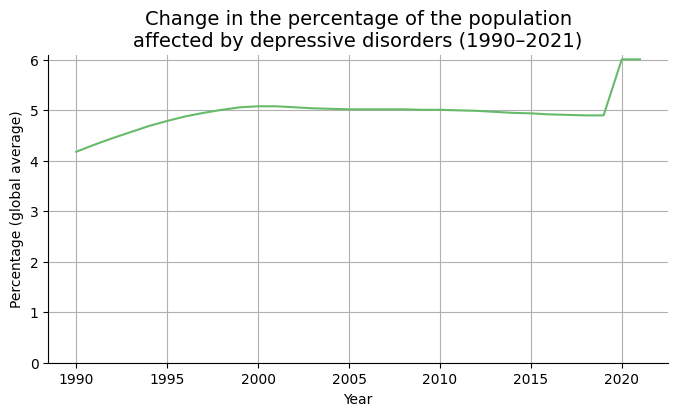 Change in the percentage of the population
affected by depressive disorders (1990–2021)
Percentage (global average)
6
5
4
3
2
1
0
1990 1995 2000 2005 2010 2015 2020
Year